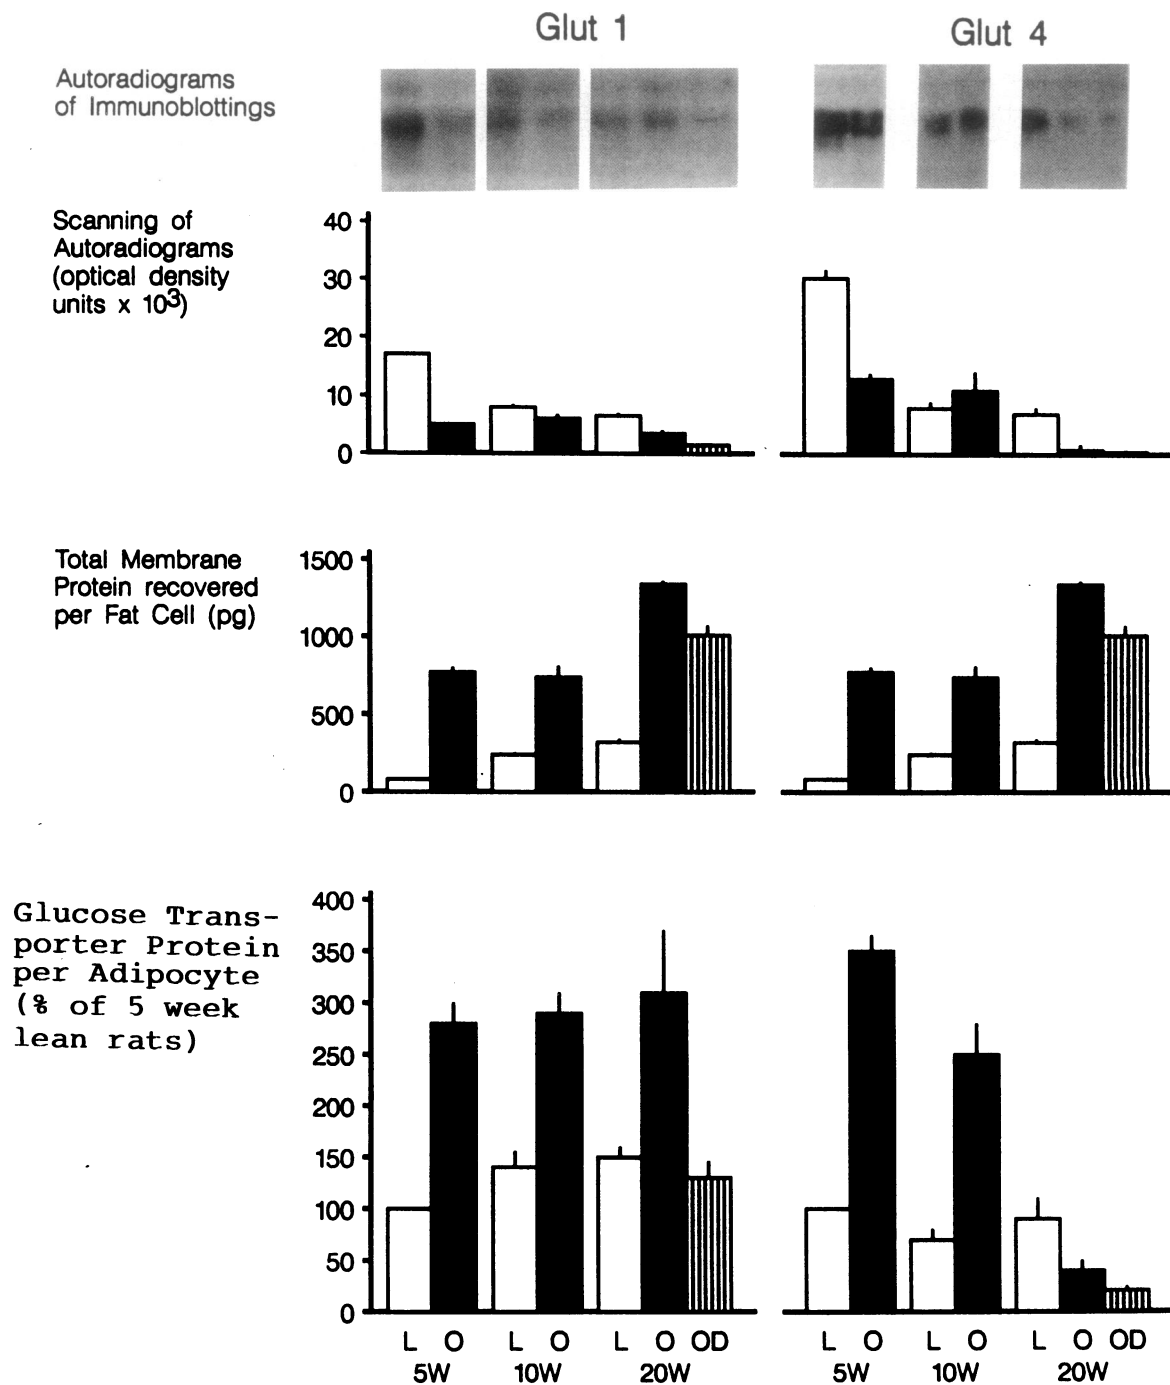 Glut 1
Glut 4
Autoradiograms
of Immunoblottings
Scanning of
Autoradiograms
(optical density
units x 10³)
40
30
20
10
0
Total Membrane
Protein recovered
per Fat Cell (pg)
1500
1000
500
0
Glucose Trans-
porter Protein
per Adipocyte
(% of 5 week
lean rats)
400
350
300
250
200
150
100
50
0
L O L O L O OD L O L O L O OD
5W 10W 20W 5W 10W 20W